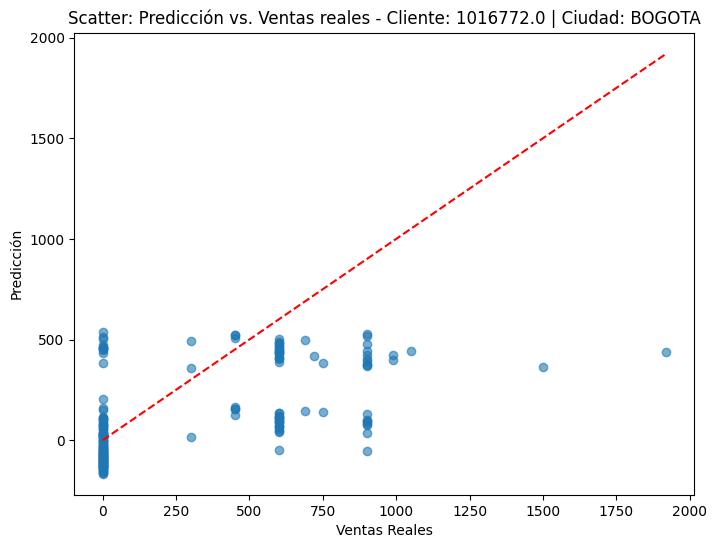 Scatter: Predicción vs. Ventas reales - Cliente: 1016772.0 | Ciudad: BOGOTA
2000
1500
1000
500
0
Predicción
0 250 500 750 1000 1250 1500 1750 2000
Ventas Reales